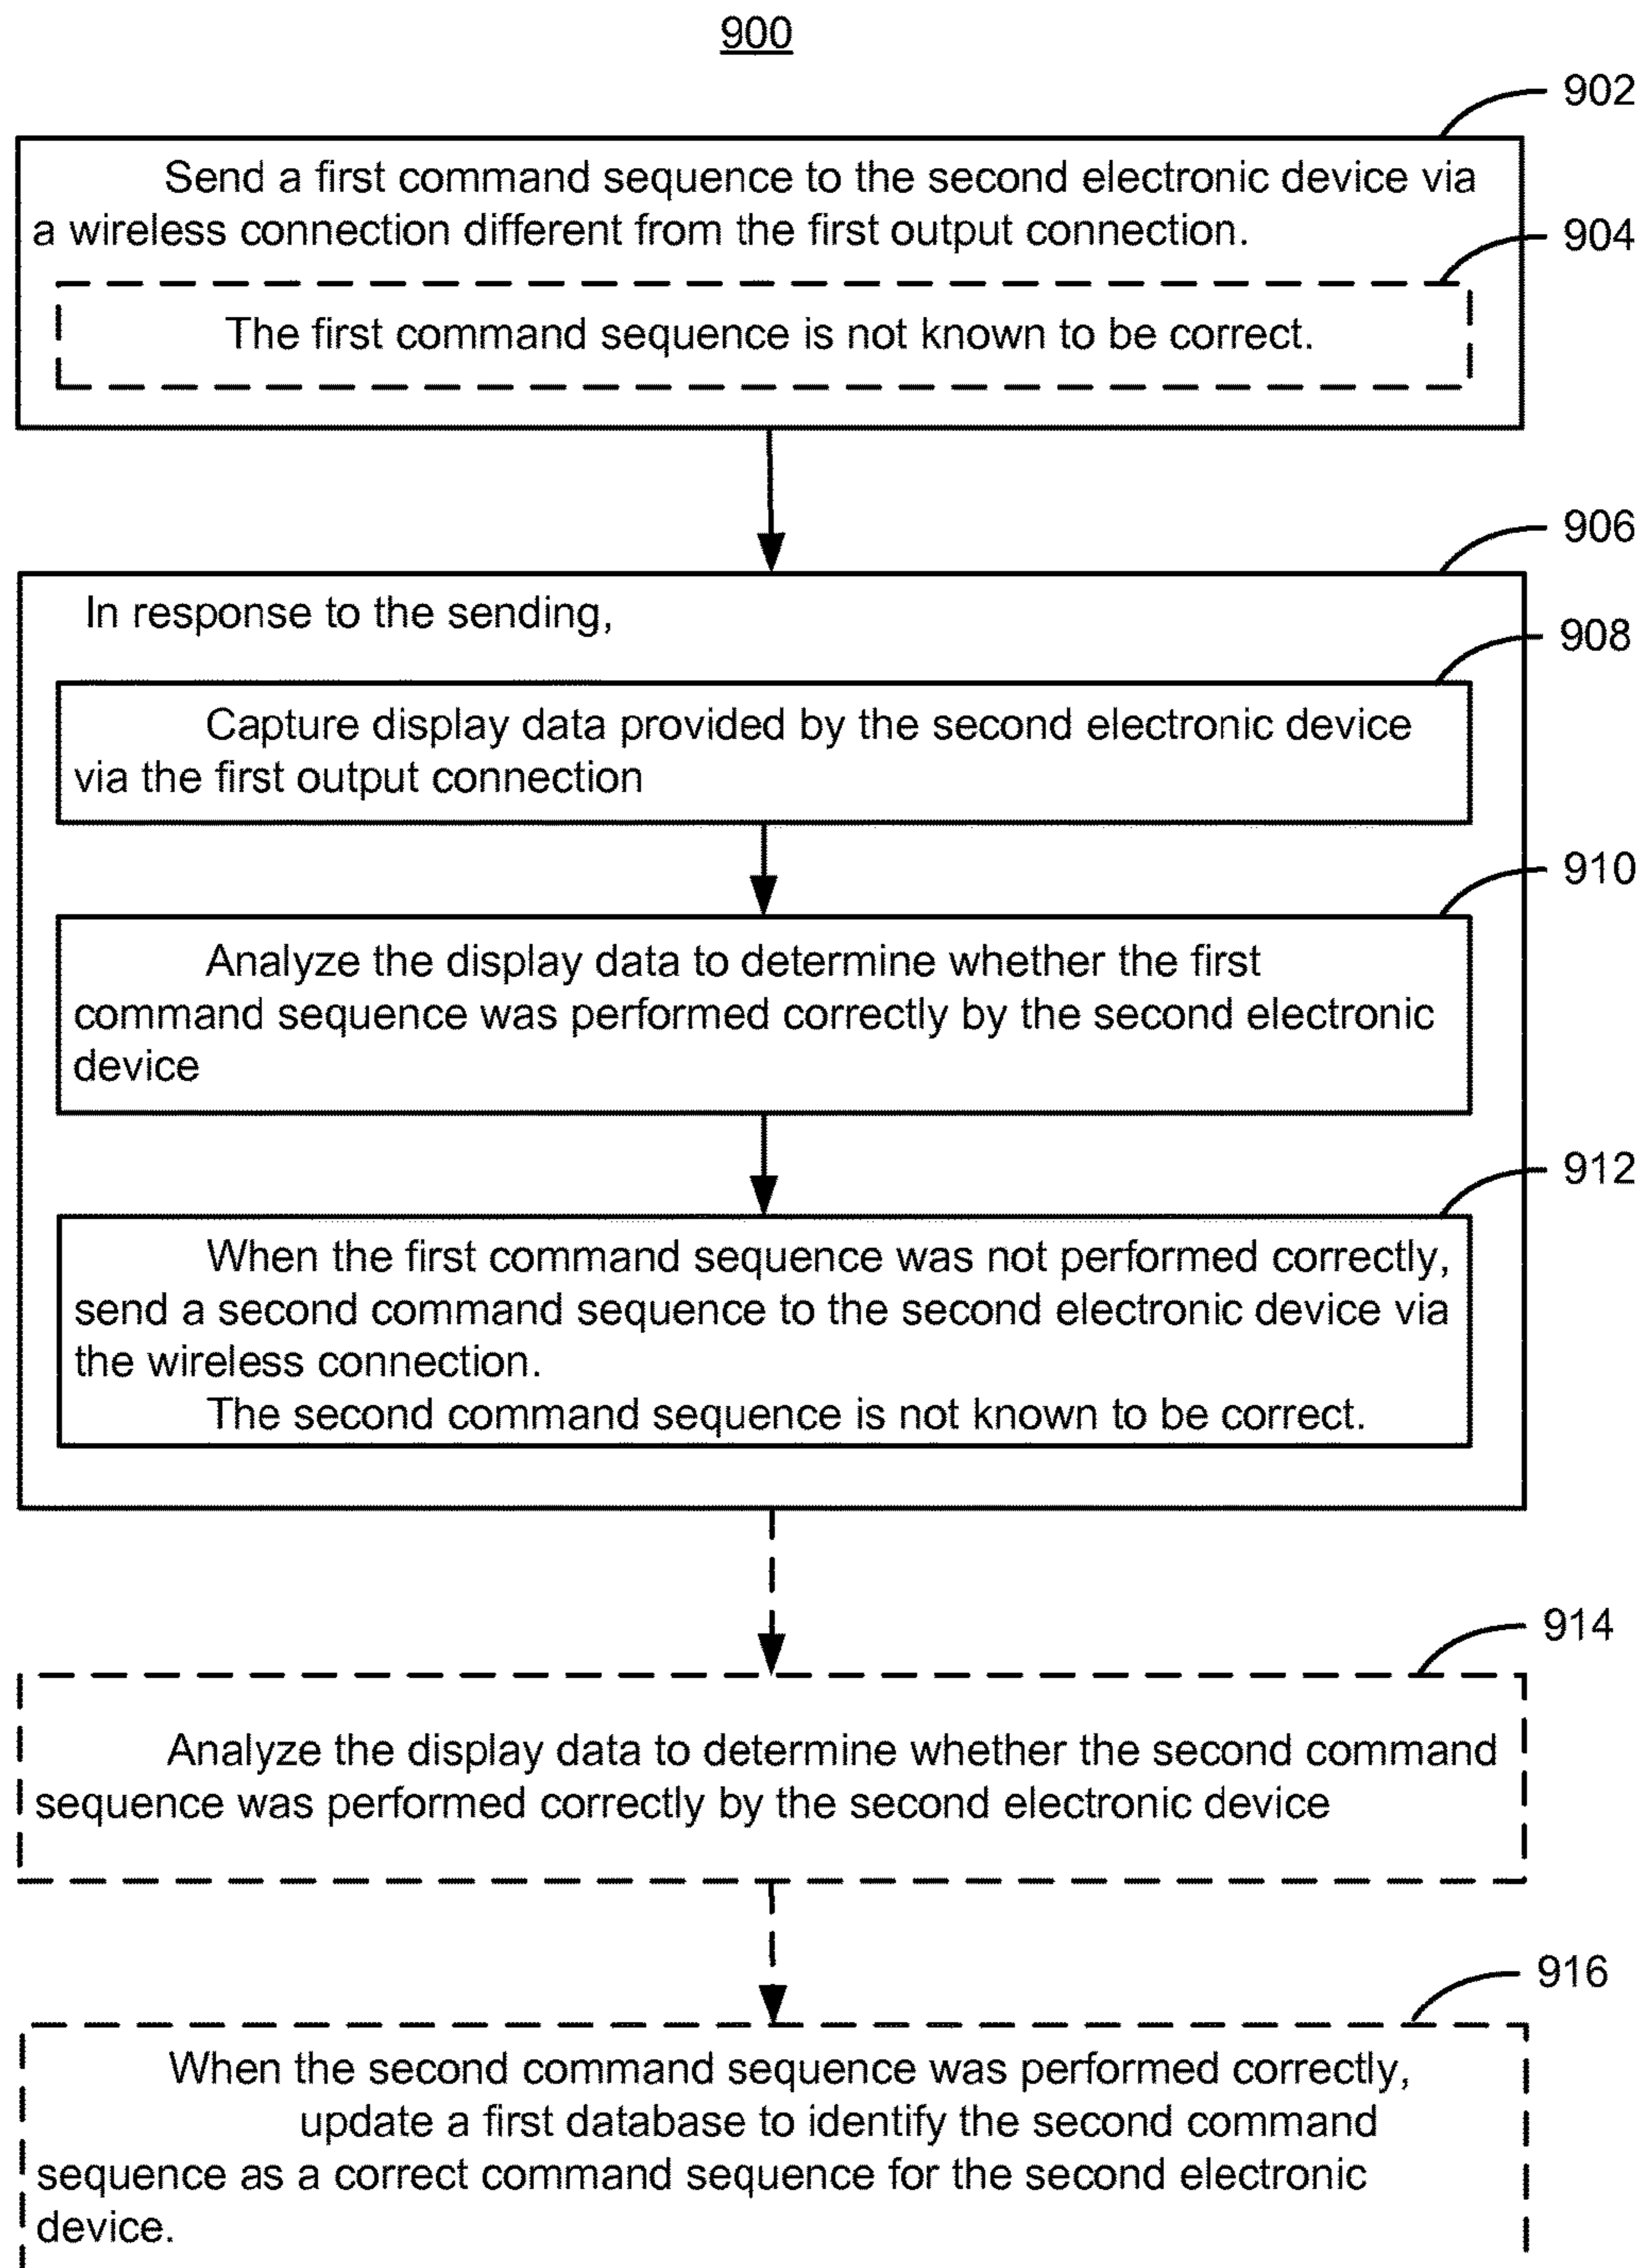 900
902
Send a first command sequence to the second electronic device via
a wireless connection different from the first output connection.
904
The first command sequence is not known to be correct.
906
In response to the sending,
908
Capture display data provided by the second electronic device
via the first output connection
910
Analyze the display data to determine whether the first
command sequence was performed correctly by the second electronic
device
912
When the first command sequence was not performed correctly,
send a second command sequence to the second electronic device via
the wireless connection.
The second command sequence is not known to be correct.
914
Analyze the display data to determine whether the second command
sequence was performed correctly by the second electronic device
916
When the second command sequence was performed correctly,
update a first database to identify the second command
sequence as a correct command sequence for the second electronic
device.